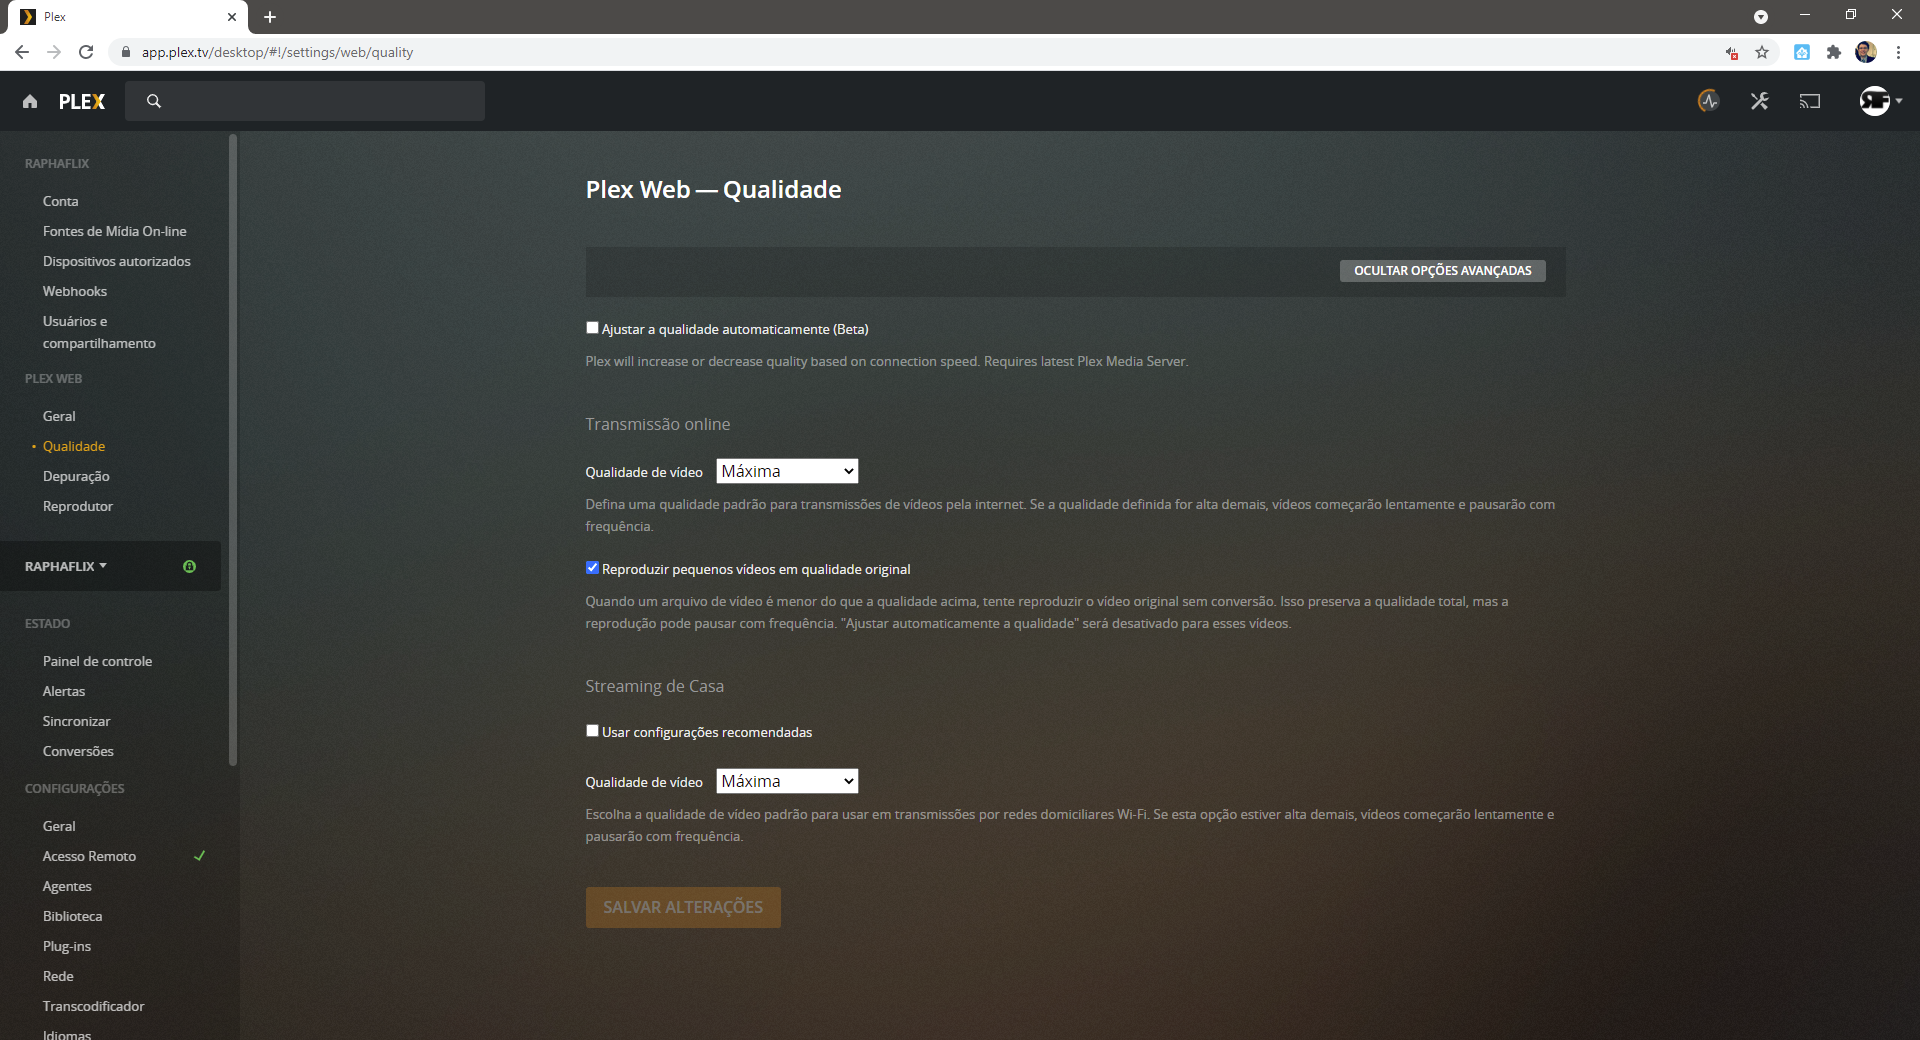 Plex
app.plex.tv/desktop/#!/settings/web/quality
PLEX
RAPHAFLIX
Conta
Fontes de Mídia On-line
Dispositivos autorizados
Webhooks
Usuários e
compartilhamento
PLEX WEB
Geral
Qualidade
Depuração
Reprodutor
RAPHAFLIX
ESTADO
Painel de controle
Alertas
Sincronizar
Conversões
CONFIGURAÇÕES
Geral
Acesso Remoto
Agentes
Biblioteca
Plug-ins
Rede
Transcodificador
Idiomas
Plex Web — Qualidade
OCULTAR OPÇÕES AVANÇADAS
Ajustar a qualidade automaticamente (Beta)
Plex will increase or decrease quality based on connection speed. Requires latest Plex Media Server.
Transmissão online
Qualidade de vídeo Máxima
Defina uma qualidade padrão para transmissões de vídeos pela internet. Se a qualidade definida for alta demais, vídeos começarão lentamente e pausarão com
frequência.
Reproduzir pequenos vídeos em qualidade original
Quando um arquivo de vídeo é menor do que a qualidade acima, tente reproduzir o vídeo original sem conversão. Isso preserva a qualidade total, mas a
reprodução pode pausar com frequência. "Ajustar automaticamente a qualidade" será desativado para esses vídeos.
Streaming de Casa
Usar configurações recomendadas
Qualidade de vídeo Máxima
Escolha a qualidade de vídeo padrão para usar em transmissões por redes domiciliares Wi-Fi. Se esta opção estiver alta demais, vídeos começarão lentamente e
pausarão com frequência.
SALVAR ALTERAÇÕES